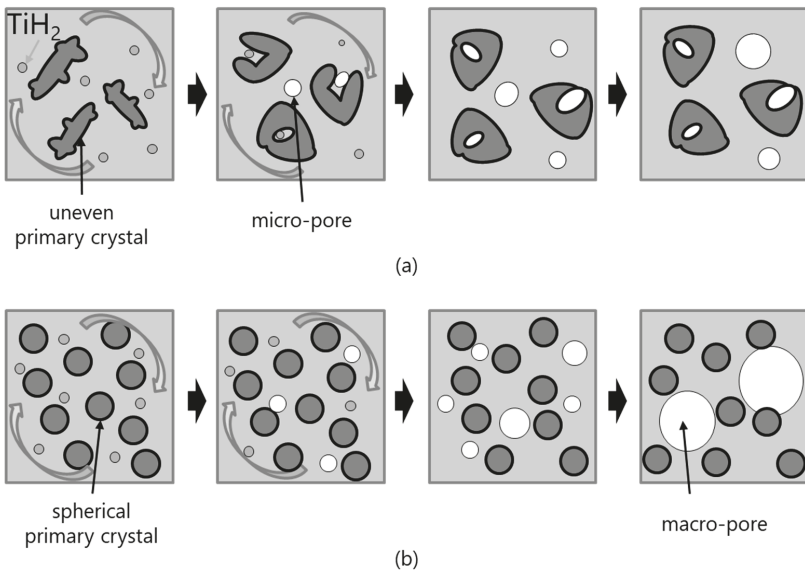 TiH₂
uneven
primary crystal
micro-pore
(a)
spherical
primary crystal
macro-pore
(b)